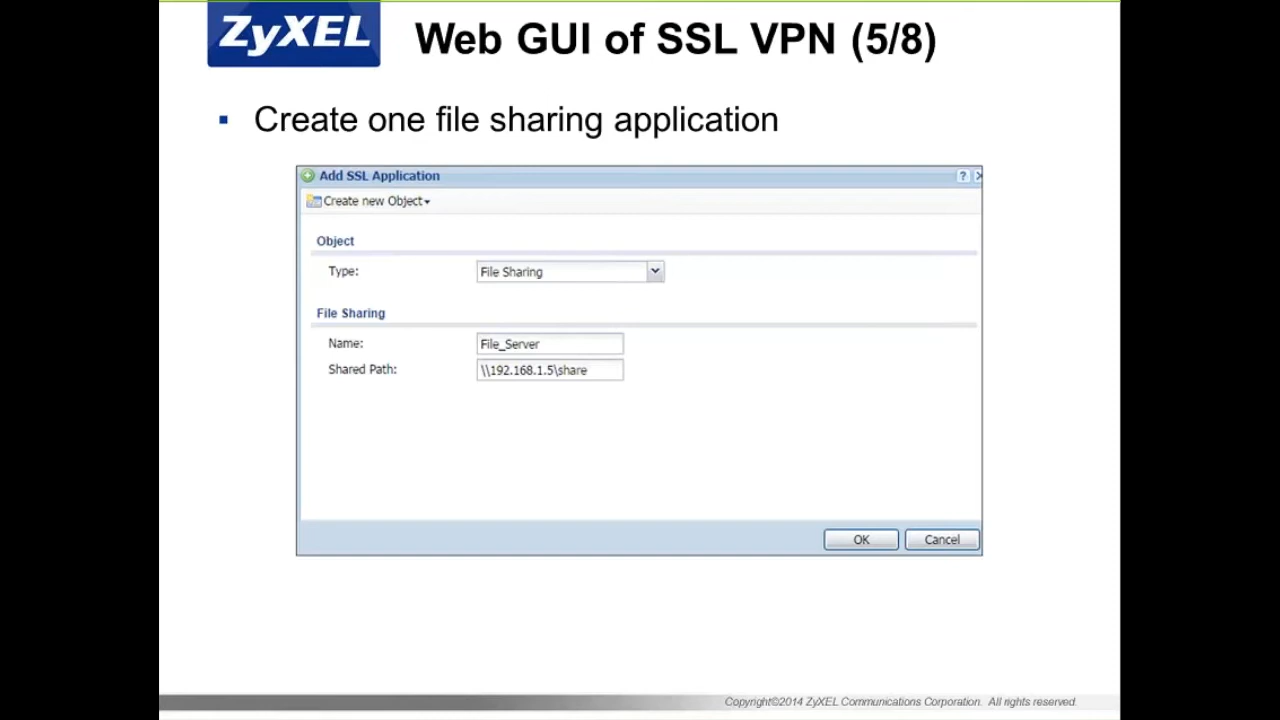 ZyXEL
Web GUI of SSL VPN (5/8)
▪ Create one file sharing application
Add SSL Application
Create new Object
Object
Type: File Sharing
File Sharing
Name: File_Server
Shared Path: \\192.168.1.5\share
OK Cancel
Copyright©2014 ZyXEL Communications Corporation. All rights reserved.